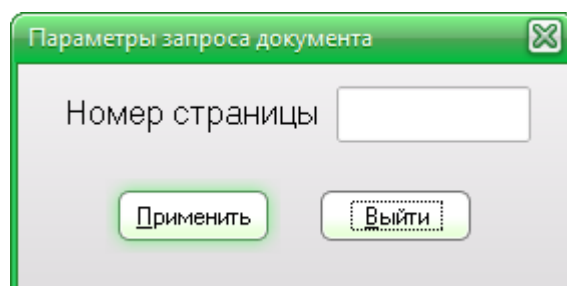 Параметры запроса документа
Номер страницы
Применить Выйти